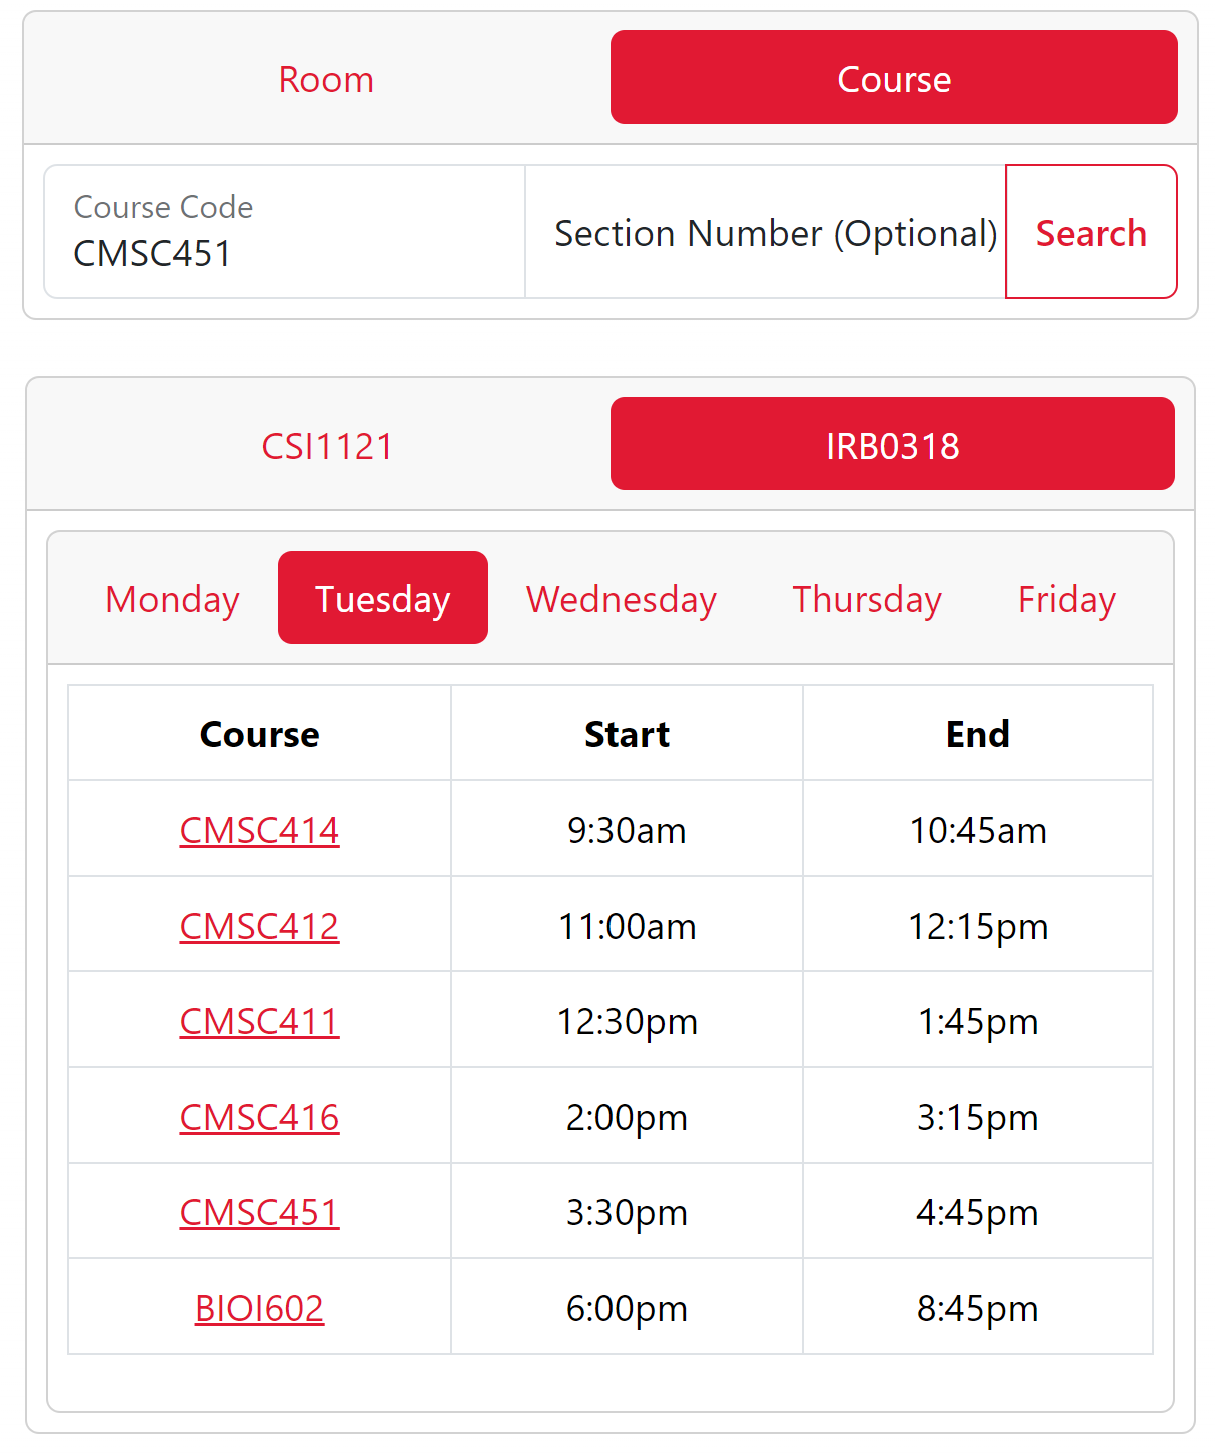 Room Course
Course Code
CMSC451
Section Number (Optional) Search
CSI1121 IRB0318
Monday Tuesday Wednesday Thursday Friday
Course Start End
CMSC414 9:30am 10:45am
CMSC412 11:00am 12:15pm
CMSC411 12:30pm 1:45pm
CMSC416 2:00pm 3:15pm
CMSC451 3:30pm 4:45pm
BIOI602 6:00pm 8:45pm